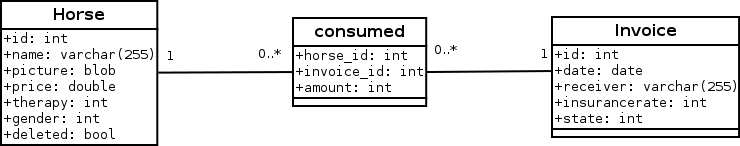 Horse
+id: int
+name: varchar(255)
+picture: blob
+price: double
+therapy: int
+gender: int
+deleted: bool
1
0..*
consumed
+horse_id: int
+invoice_id: int
+amount: int
0..*
1
Invoice
+id: int
+date: date
+receiver: varchar(255)
+insurancerate: int
+state: int